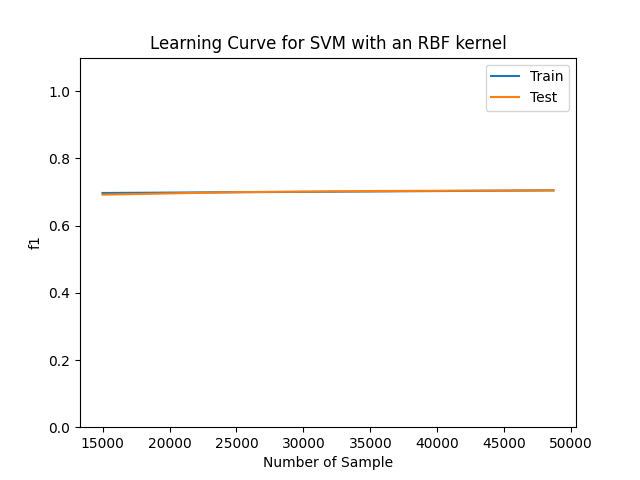 Learning Curve for SVM with an RBF kernel
Train
Test
1.0
0.8
0.6
0.4
0.2
0.0
f1
15000 20000 25000 30000 35000 40000 45000 50000
Number of Sample